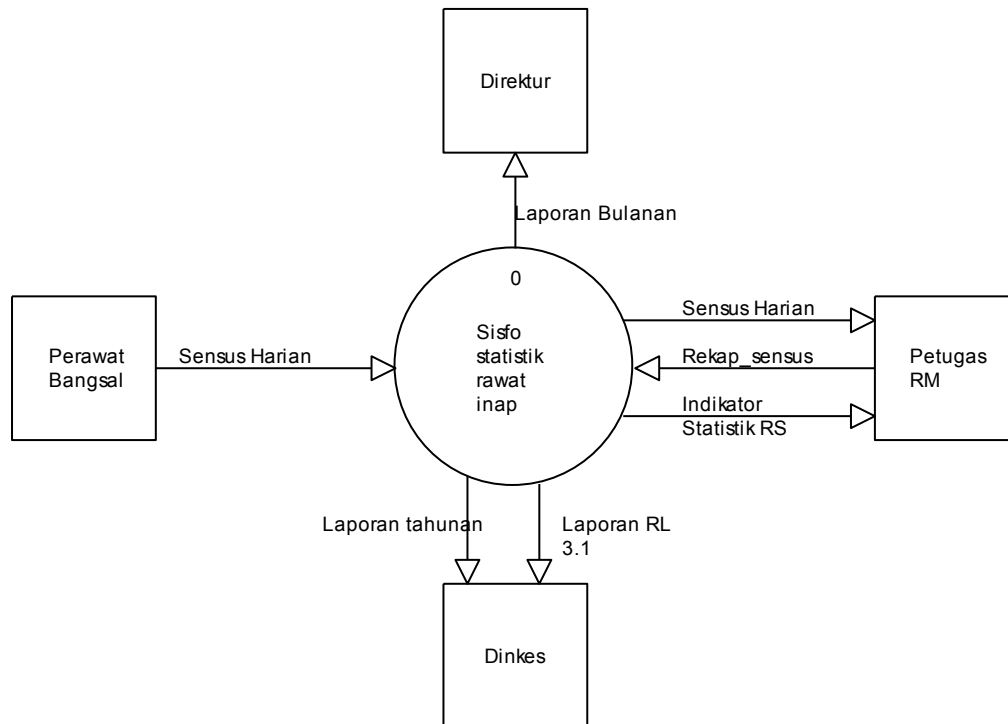 Direktur
Laporan Bulanan
0
Sisfo
statistik
rawat
inap
Perawat
Bangsal
Sensus Harian
Sensus Harian
Rekap_sensus
Indikator
Statistik RS
Petugas
RM
Laporan tahunan
Laporan RL
3.1
Dinkes